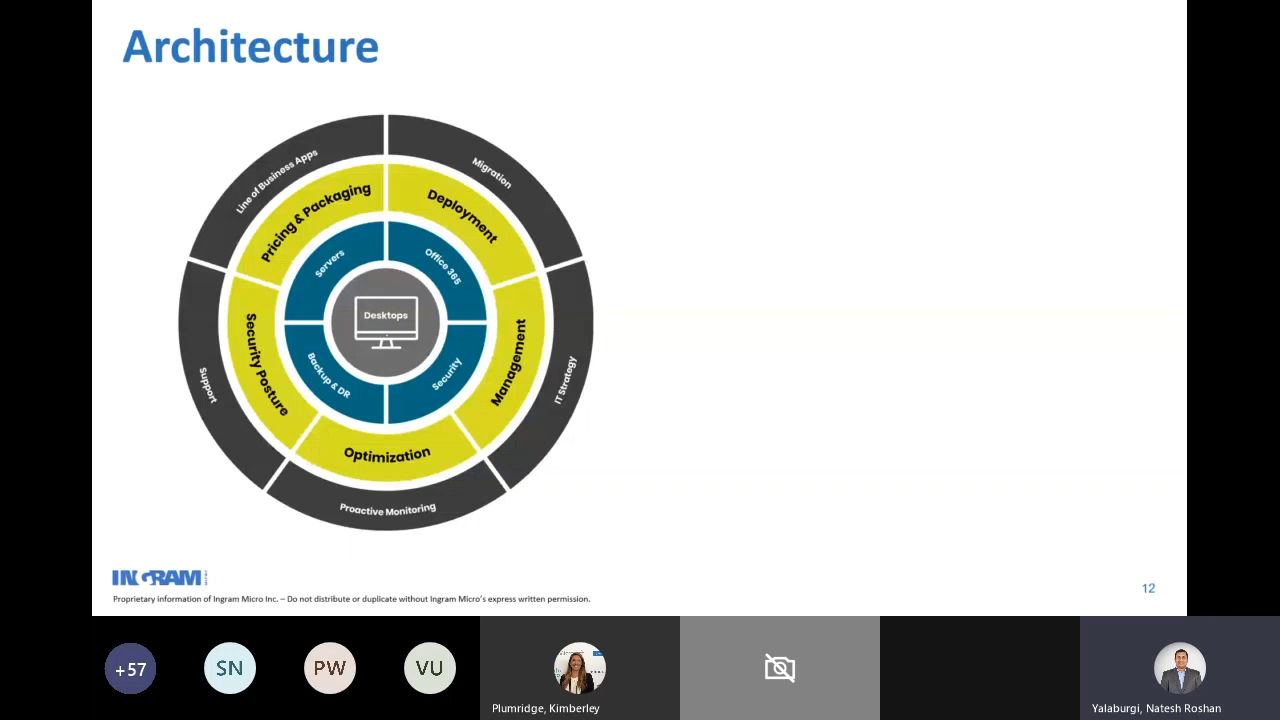 Architecture
Line of Business Apps
Migration
Pricing & Packaging
Deployment
Servers
Office 365
Desktops
Security Posture
Backup & DR
Security
Management
Support
IT Strategy
Optimization
Proactive Monitoring
INGRAM
Proprietary information of Ingram Micro Inc. – Do not distribute or duplicate without Ingram Micro's express written permission.
12
+57
SN
PW
VU
Plumridge, Kimberley
Yalaburgi, Natesh Roshan